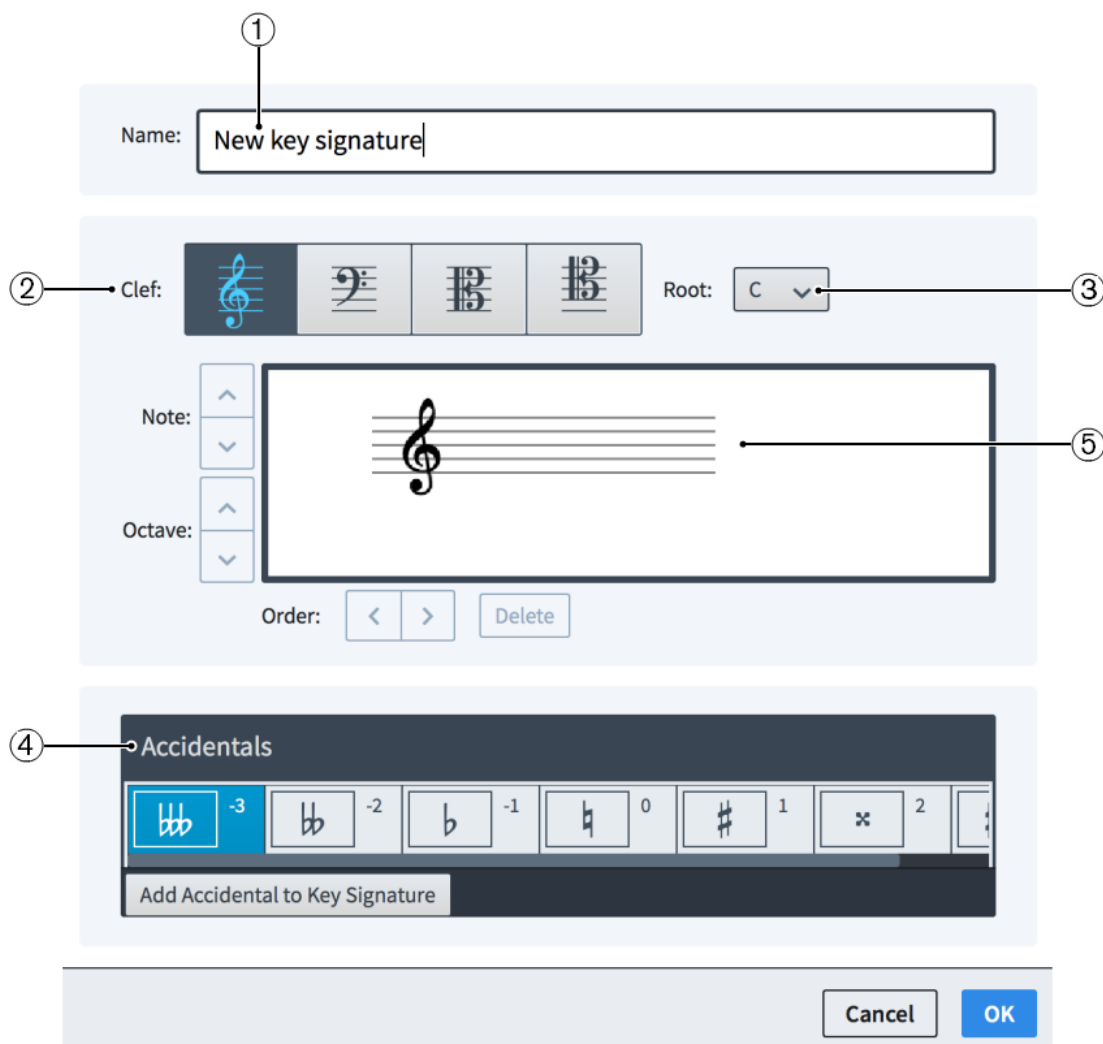 ①
Name: New key signature
② Clef: Root: C ③
Note:
⑤
Octave:
Order: < > Delete
④ Accidentals
-3 -2 -1 0 1 2
Add Accidental to Key Signature
Cancel OK